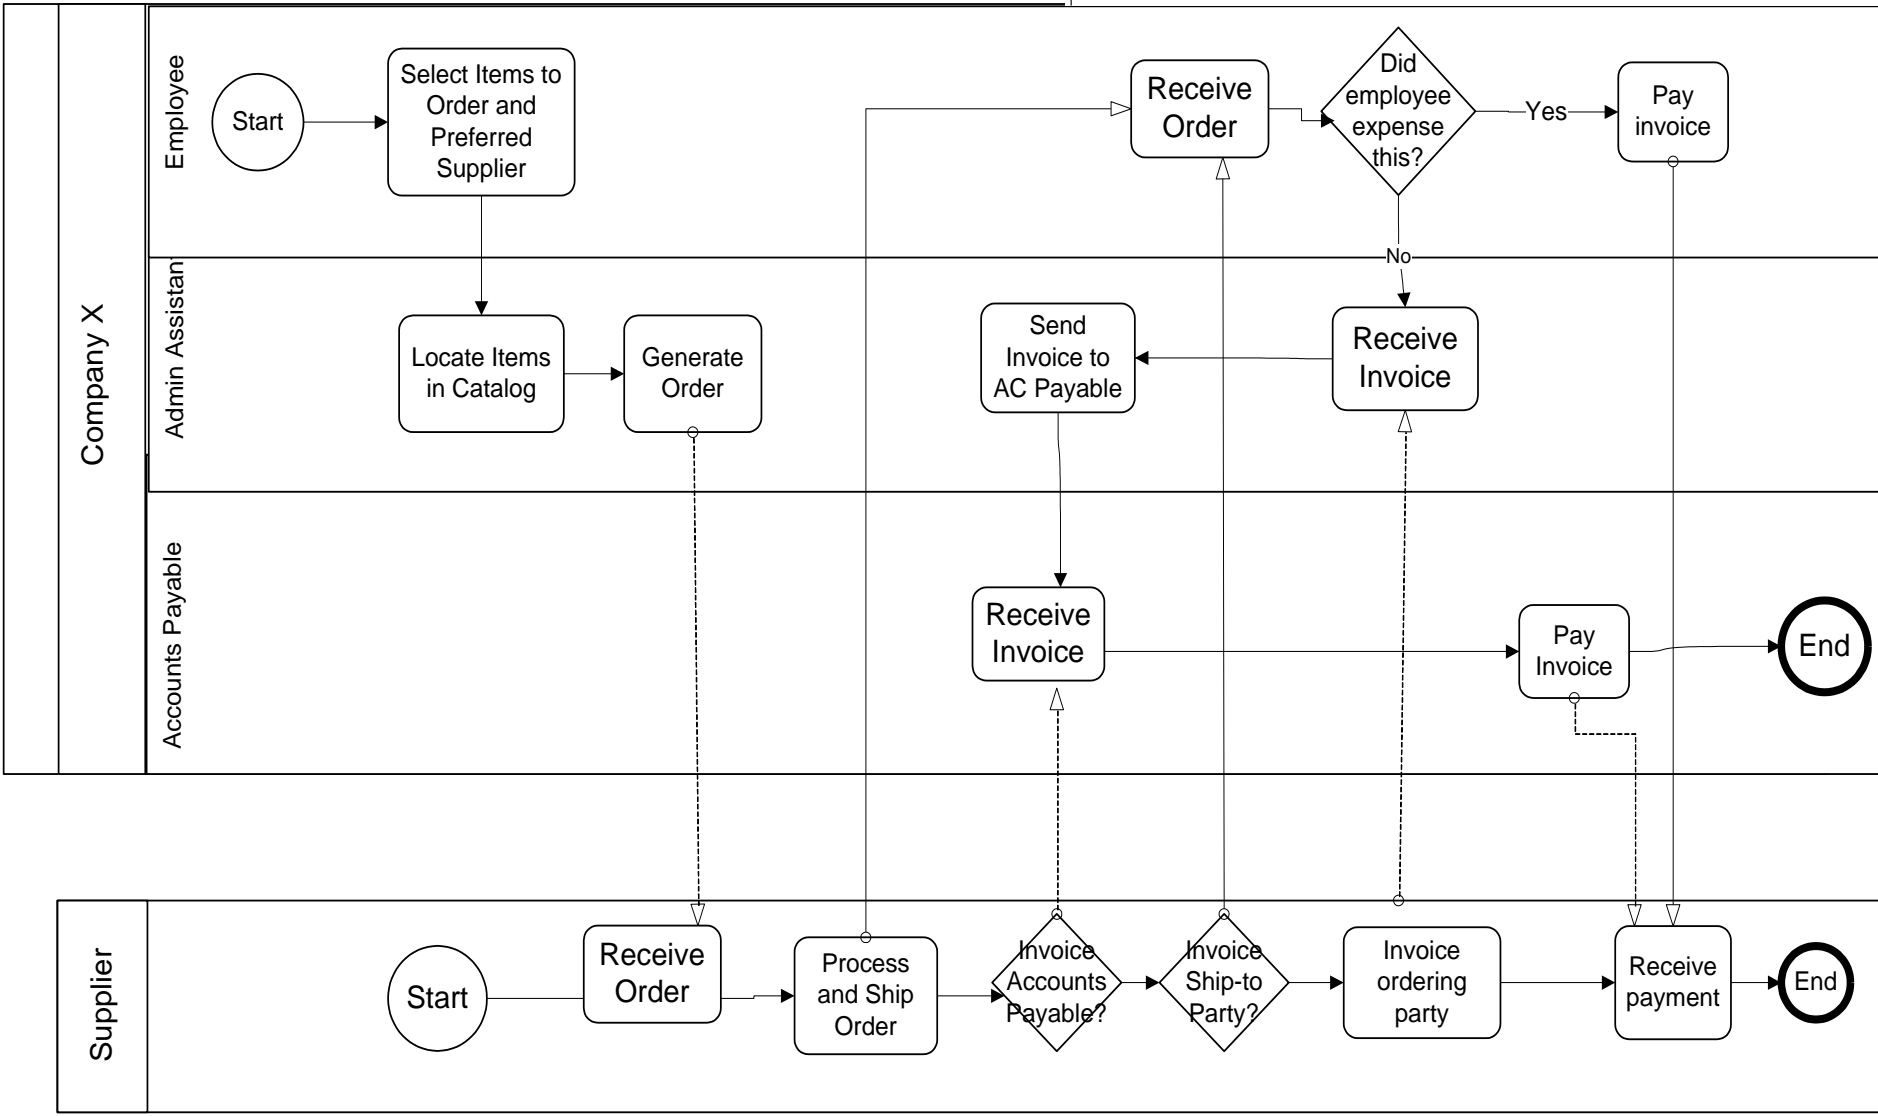 Company X
Employee
Start
Select Items to
Order and
Preferred
Supplier
Receive
Order
Did
employee
expense
this?
Yes
Pay
invoice
No
Admin Assistan
Locate Items
in Catalog
Generate
Order
Send
Invoice to
AC Payable
Receive
Invoice
Accounts Payable
Receive
Invoice
Pay
Invoice
End
Supplier
Start
Receive
Order
Process
and Ship
Order
Invoice
Accounts
Payable?
Invoice
Ship-to
Party?
Invoice
ordering
party
Receive
payment
End